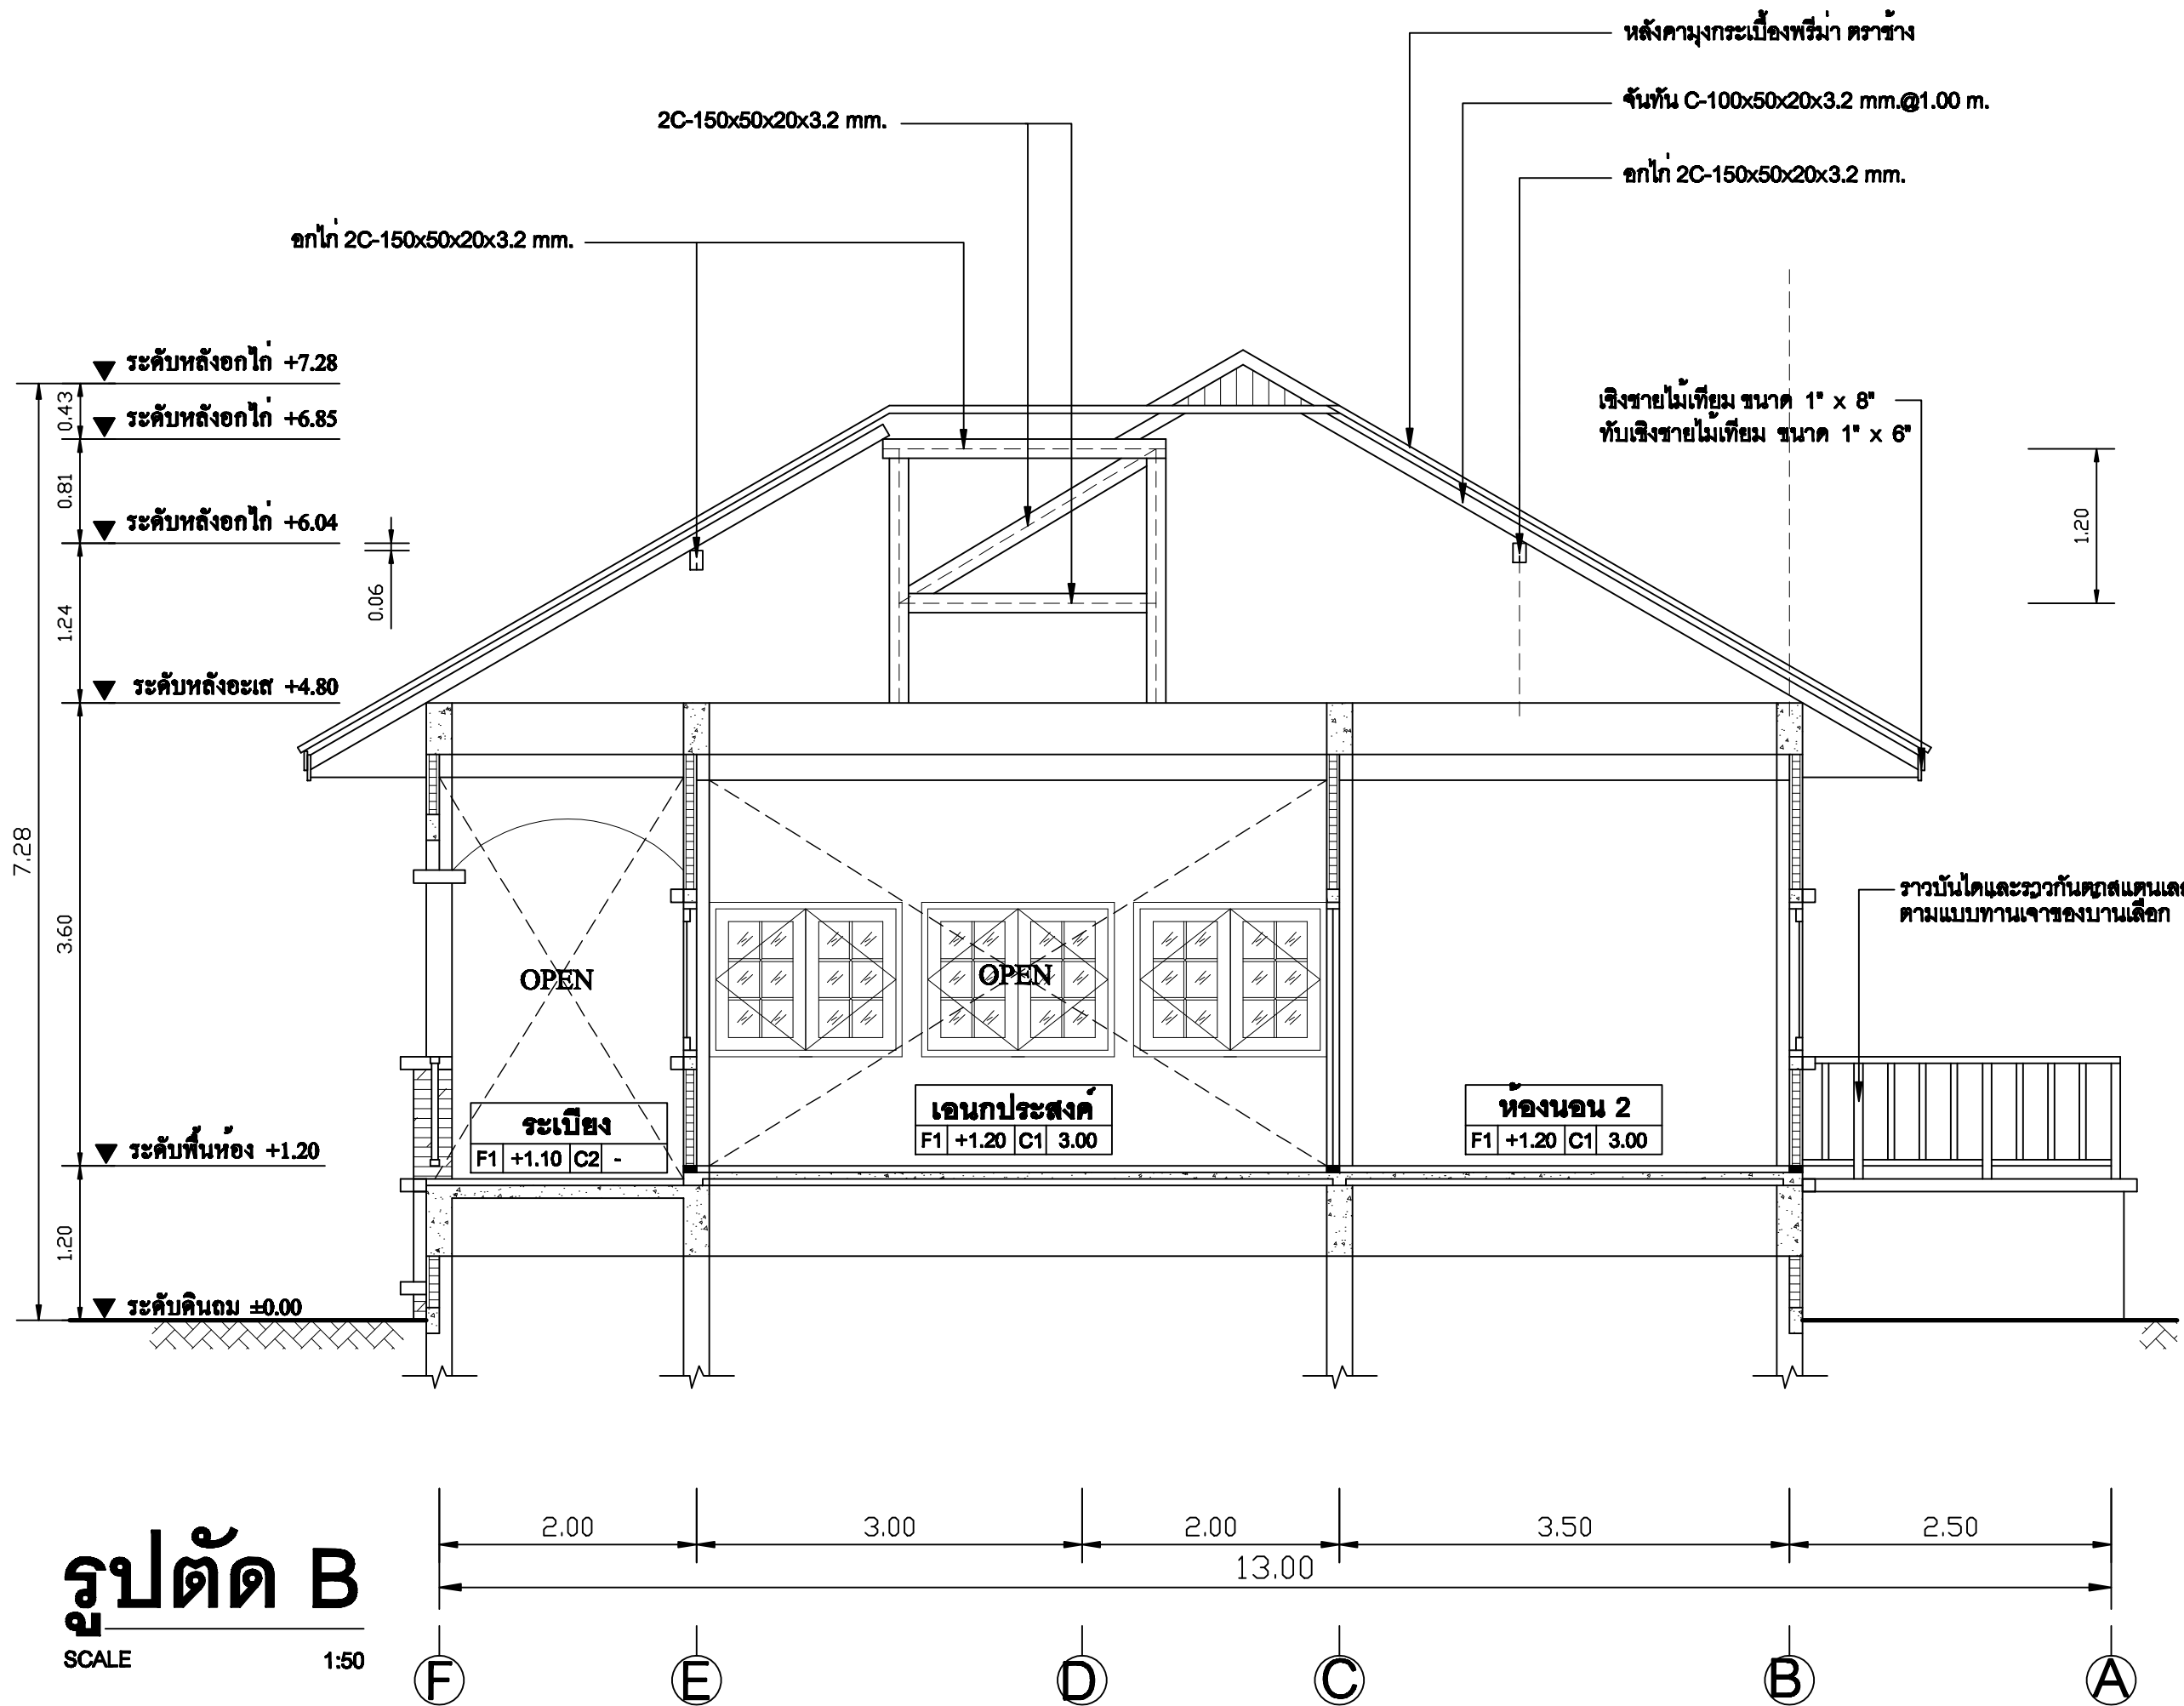 หลังคามุงกระเบื้องพรีม่า ตราช้าง
จันทัน C-100x50x20x3.2 mm.@1.00 m.
2C-150x50x20x3.2 mm.
อกไก่ 2C-150x50x20x3.2 mm.
อกไก่ 2C-150x50x20x3.2 mm.
ระดับหลังอกไก่ +7.28
0.43
ระดับหลังอกไก่ +6.85
0.81
ระดับหลังอกไก่ +6.04
0.06
1.24
ระดับหลังอะเส +4.80
เชิงชายไม้เทียม ขนาด 1" x 8"
ทับเชิงชายไม้เทียม ขนาด 1" x 6"
1.20
7.28
3.60
ราวบันไดและราวกันตกสแตนเลส
ตามแบบท่านเจ้าของบ้านเลือก
OPEN
OPEN
ระเบียง
F1 +1.10 C2 -
เอนกประสงค์
F1 +1.20 C1 3.00
ห้องนอน 2
F1 +1.20 C1 3.00
ระดับพื้นห้อง +1.20
1.20
ระดับดินถม ±0.00
2.00 3.00 2.00 3.50 2.50
13.00
รูปตัด B
SCALE 1:50
F E D C B A